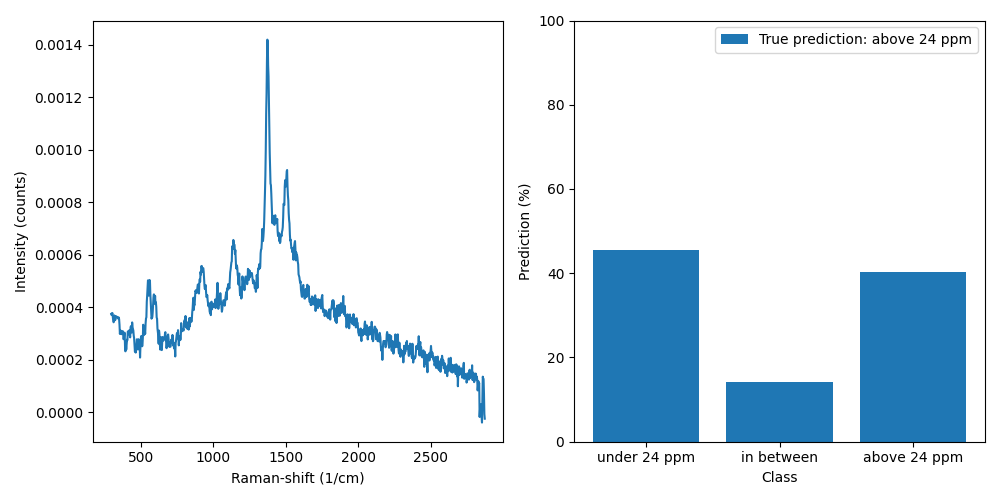 0.0014
0.0012
0.0010
0.0008
0.0006
0.0004
0.0002
0.0000
Intensity (counts)
500 1000 1500 2000 2500
Raman-shift (1/cm)
True prediction: above 24 ppm
100
80
60
40
20
0
Prediction (%)
under 24 ppm in between above 24 ppm
Class